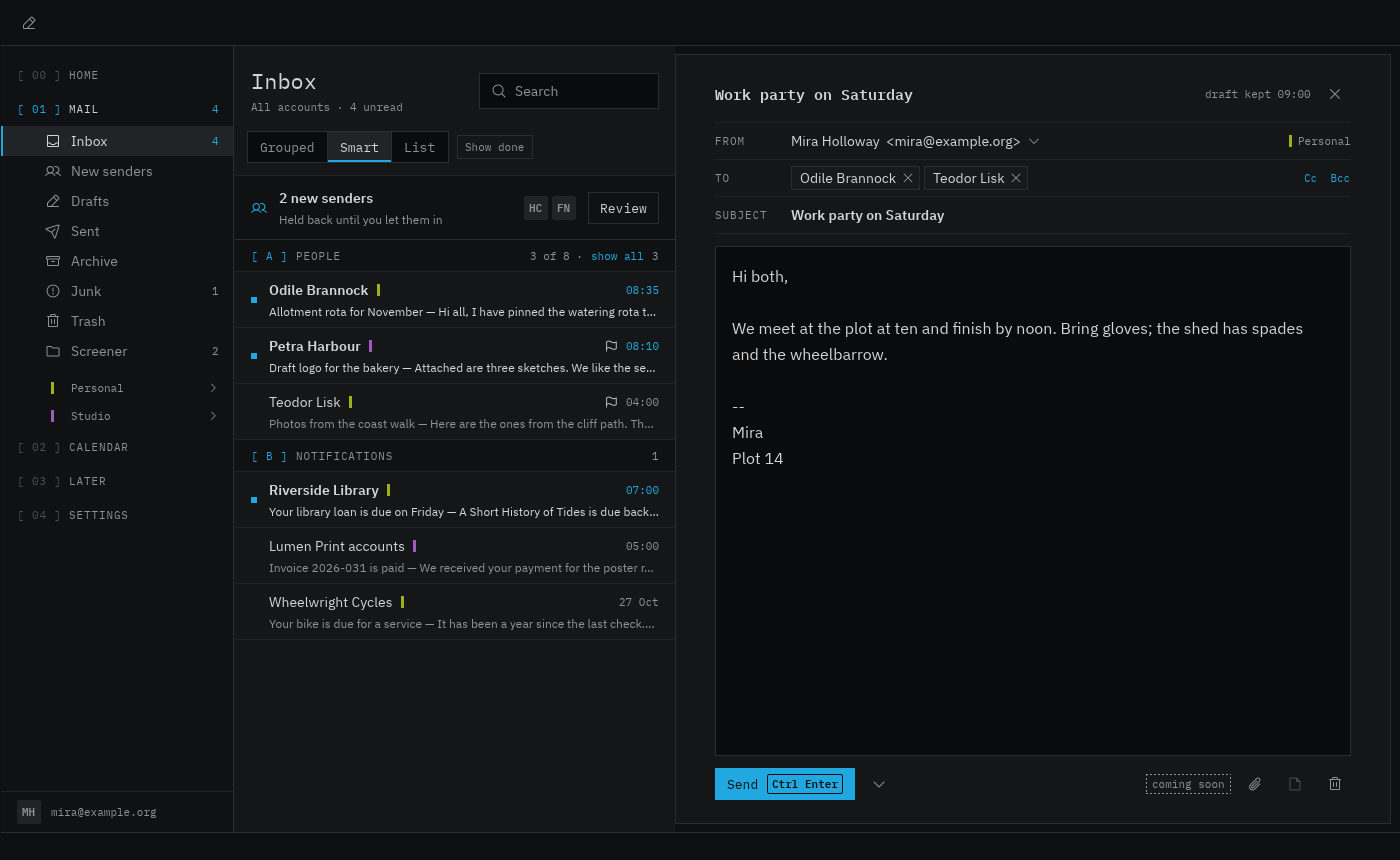 [ 00 ] HOME
[ 01 ] MAIL 4
Inbox 4
New senders
Drafts
Sent
Archive
Junk 1
Trash
Screener 2
Personal
Studio
[ 02 ] CALENDAR
[ 03 ] LATER
[ 04 ] SETTINGS
MH mira@example.org
Inbox
All accounts · 4 unread
Search
Grouped Smart List Show done
2 new senders
Held back until you let them in
HC FN Review
[ A ] PEOPLE 3 of 8 · show all 3
Odile Brannock 08:35
Allotment rota for November — Hi all, I have pinned the watering rota t…
Petra Harbour 08:10
Draft logo for the bakery — Attached are three sketches. We like the se…
Teodor Lisk 04:00
Photos from the coast walk — Here are the ones from the cliff path. Th…
[ B ] NOTIFICATIONS 1
Riverside Library 07:00
Your library loan is due on Friday — A Short History of Tides is due back…
Lumen Print accounts 05:00
Invoice 2026-031 is paid — We received your payment for the poster r…
Wheelwright Cycles 27 Oct
Your bike is due for a service — It has been a year since the last check.…
Work party on Saturday draft kept 09:00
FROM Mira Holloway <mira@example.org> Personal
TO Odile Brannock Teodor Lisk Cc Bcc
SUBJECT Work party on Saturday
Hi both,
We meet at the plot at ten and finish by noon. Bring gloves; the shed has spades
and the wheelbarrow.
--
Mira
Plot 14
Send Ctrl Enter coming soon